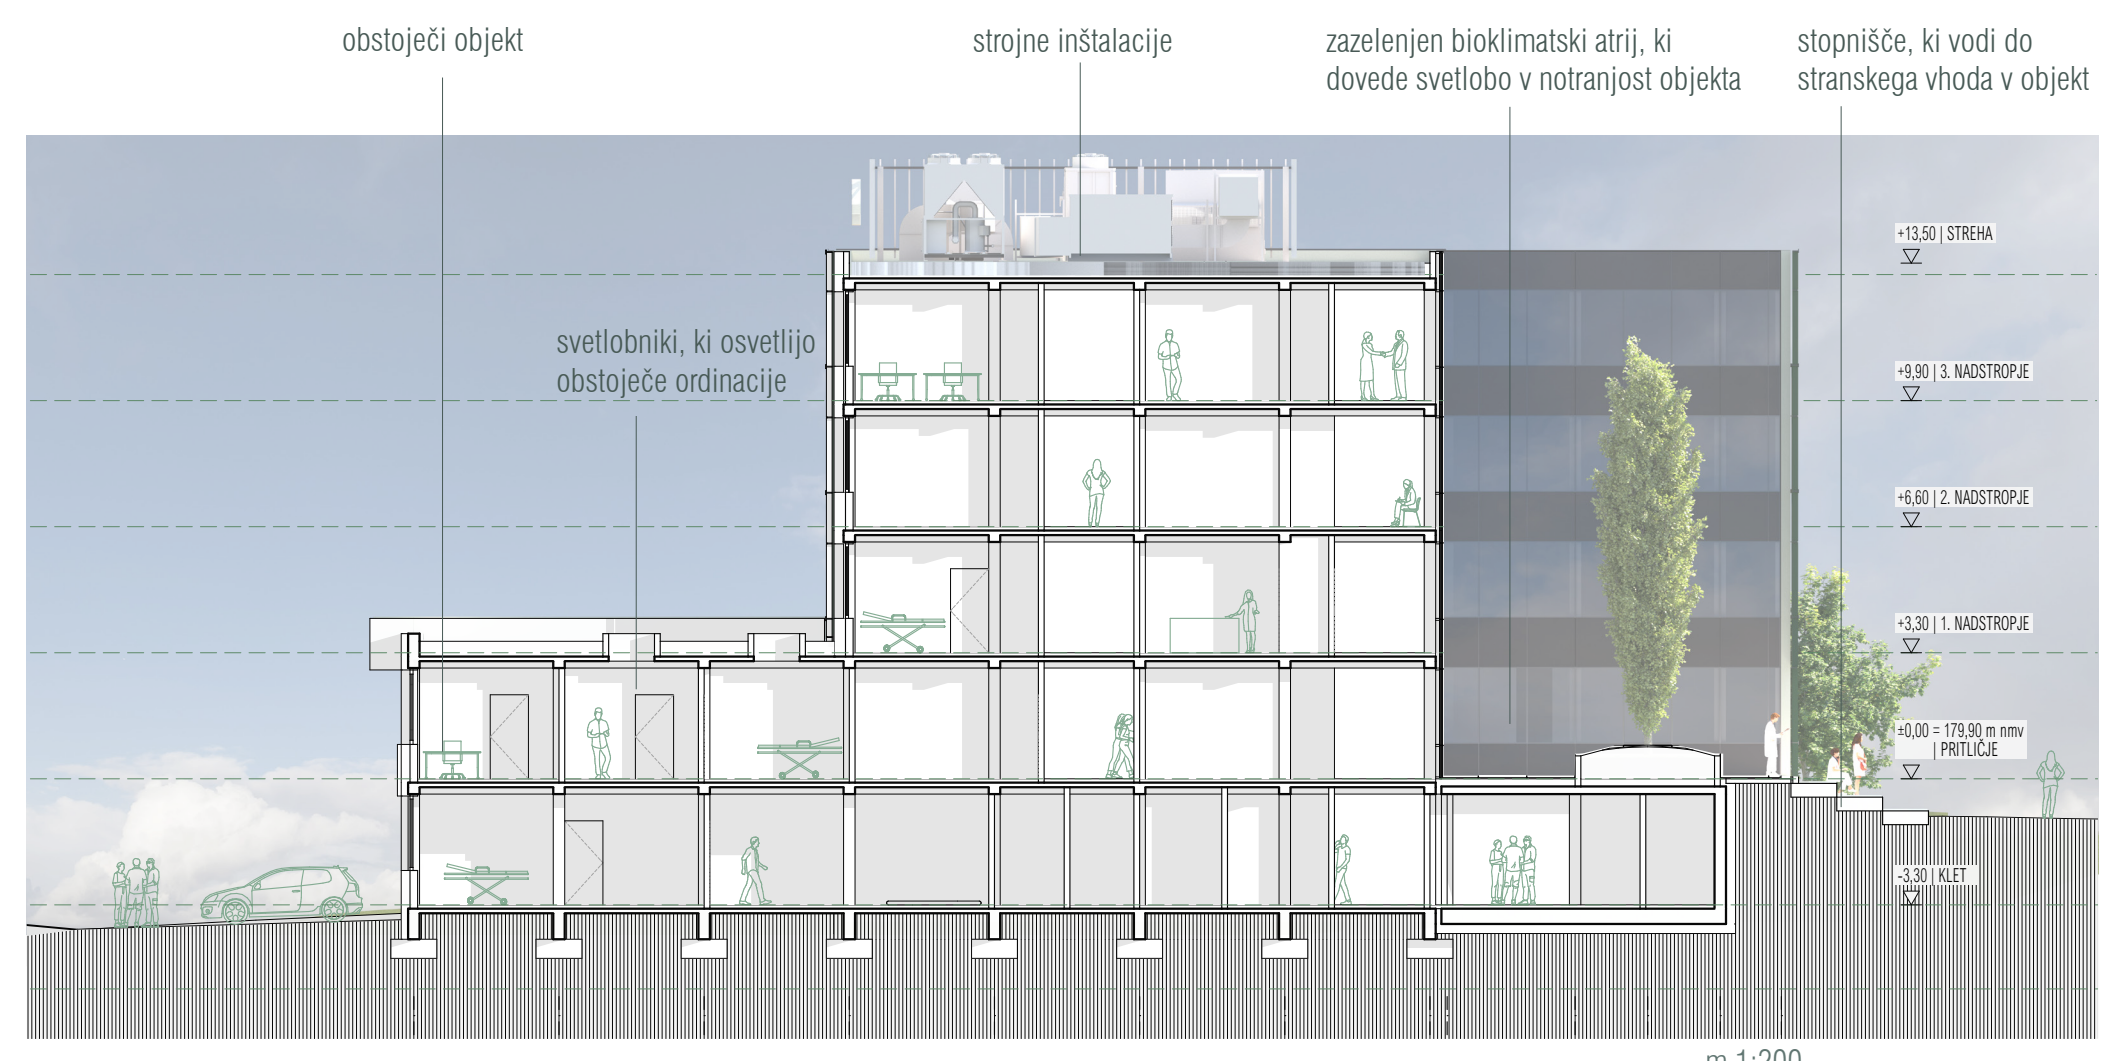 obstoječi objekt
strojne inštalacije
zazelenjen bioklimatski atrij, ki
dovede svetlobo v notranjost objekta
stopnišče, ki vodi do
stranskega vhoda v objekt
svetlobniki, ki osvetlijo
obstoječe ordinacije
+13,50 | STREHA
+9,90 | 3. NADSTROPJE
+6,60 | 2. NADSTROPJE
+3,30 | 1. NADSTROPJE
±0,00 = 179,90 m nmv
| PRITLIČJE
-3,30 | KLET
m 1:200